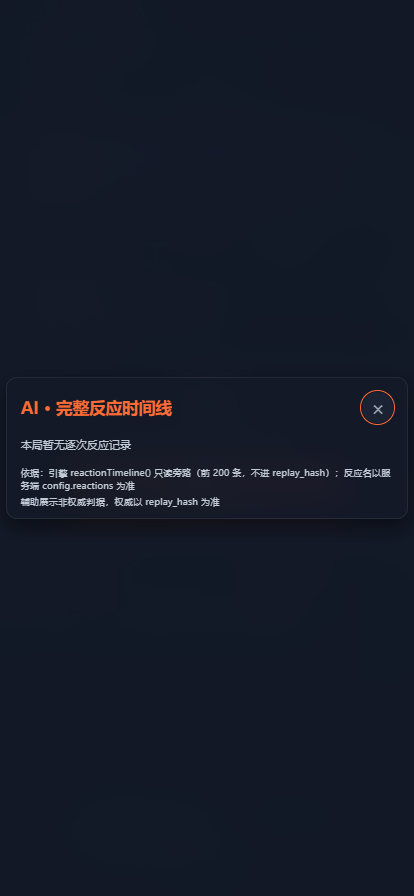 AI · 完整反应时间线
×
本局暂无逐次反应记录
依据：引擎 reactionTimeline() 只读旁路（前 200 条，不进 replay_hash）；反应名以服
务端 config.reactions 为准
辅助展示非权威判据，权威以 replay_hash 为准